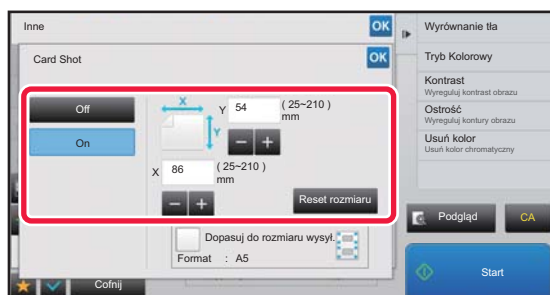 Inne
OK
Card Shot
OK
Off
On
X
Y
Y 54 ( 25~210 )
mm
X 86 ( 25~210 )
mm
Reset rozmiaru
Dopasuj do rozmiaru wysył.
Format : A5
Cofnij
Wyrównanie tła
Tryb Kolorowy
Kontrast
Wyreguluj kontrast obrazu
Ostrość
Wyreguluj kontury obrazu
Usuń kolor
Usuń kolor chromatyczny
Podgląd
CA
Start